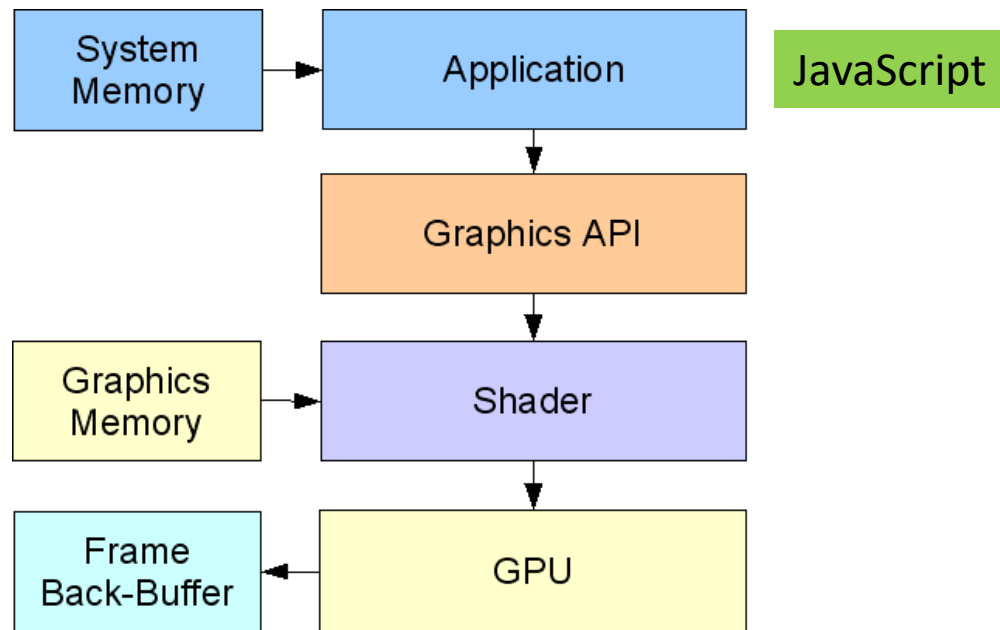 System
Memory
Application
JavaScript
Graphics API
Graphics
Memory
Shader
Frame
Back-Buffer
GPU